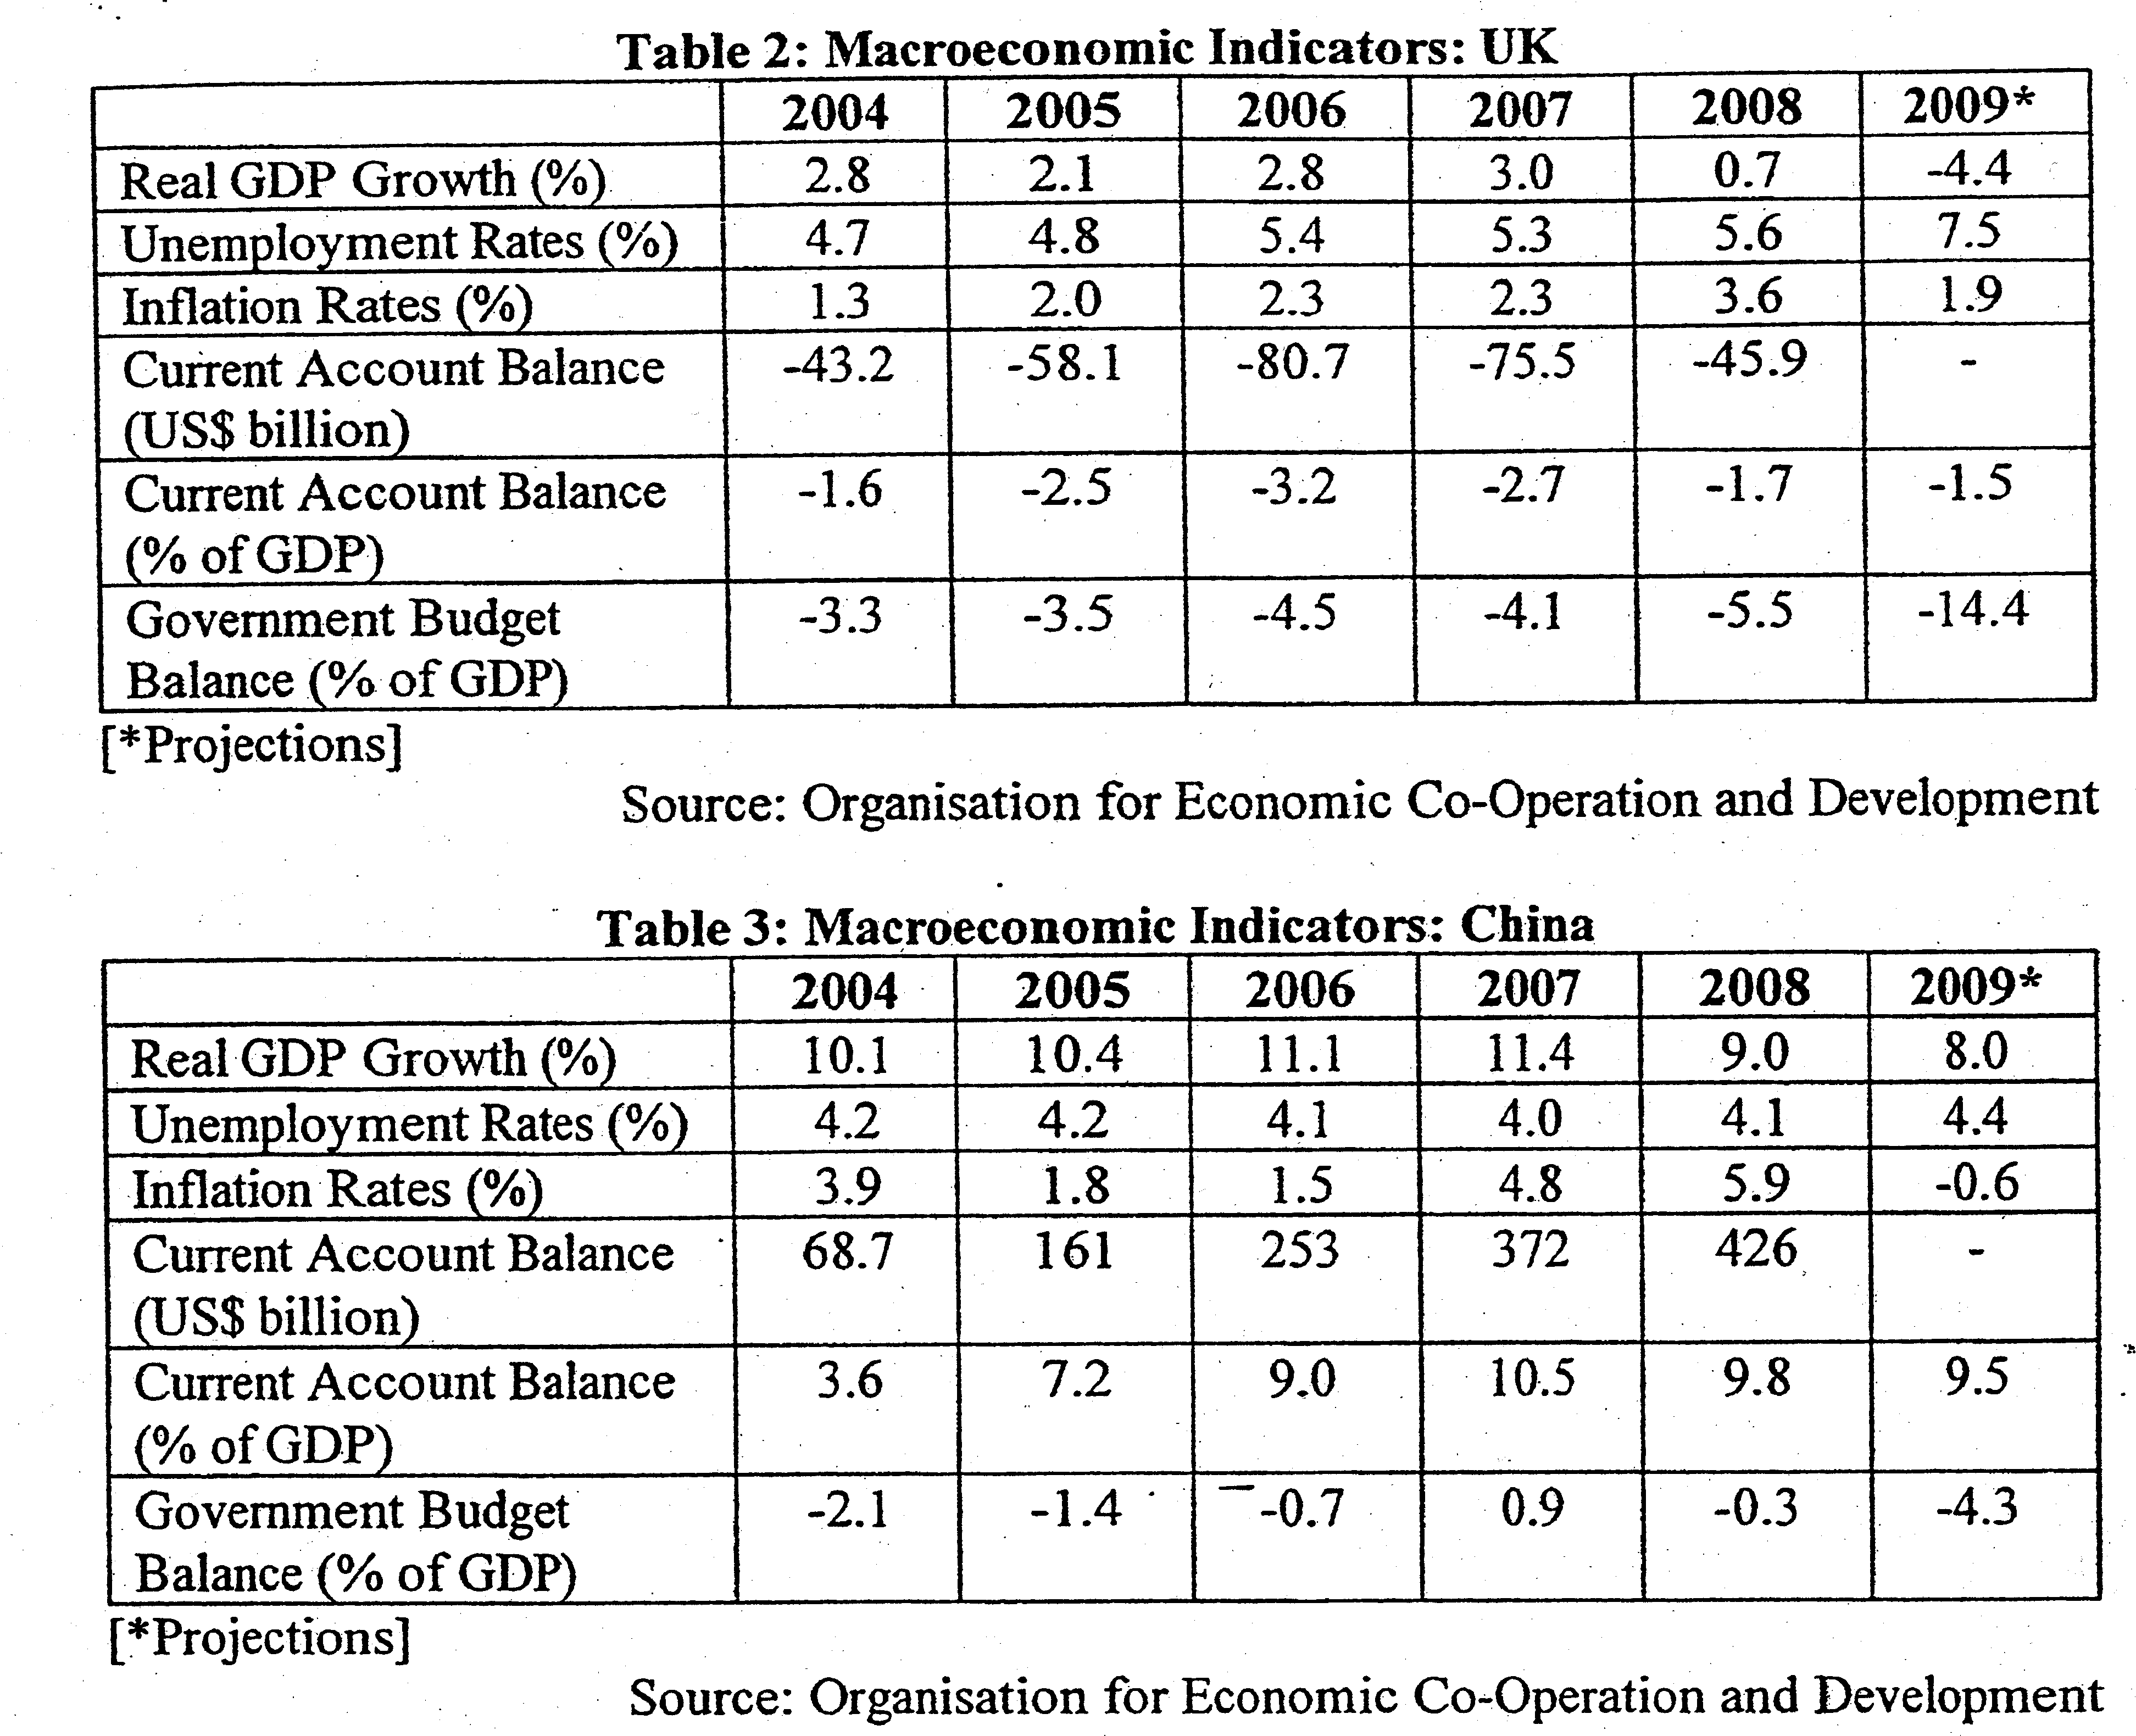 Table 2: Macroeconomic Indicators: UK
2004 2005 2006 2007 2008 2009*
Real GDP Growth (%) 2.8 2.1 2.8 3.0 0.7 -4.4
Unemployment Rates (%) 4.7 4.8 5.4 5.3 5.6 7.5
Inflation Rates (%) 1.3 2.0 2.3 2.3 3.6 1.9
Current Account Balance -43.2 -58.1 -80.7 -75.5 -45.9 -
(US$ billion)
Current Account Balance -1.6 -2.5 -3.2 -2.7 -1.7 -1.5
(% of GDP)
Government Budget -3.3 -3.5 -4.5 -4.1 -5.5 -14.4
Balance (% of GDP)
[*Projections]
Source: Organisation for Economic Co-Operation and Development
Table 3: Macroeconomic Indicators: China
2004 2005 2006 2007 2008 2009*
Real GDP Growth (%) 10.1 10.4 11.1 11.4 9.0 8.0
Unemployment Rates (%) 4.2 4.2 4.1 4.0 4.1 4.4
Inflation Rates (%) 3.9 1.8 1.5 4.8 5.9 -0.6
Current Account Balance 68.7 161 253 372 426 -
(US$ billion)
Current Account Balance 3.6 7.2 9.0 10.5 9.8 9.5
(% of GDP)
Government Budget -2.1 -1.4 -0.7 0.9 -0.3 -4.3
Balance (% of GDP)
[*Projections]
Source: Organisation for Economic Co-Operation and Development